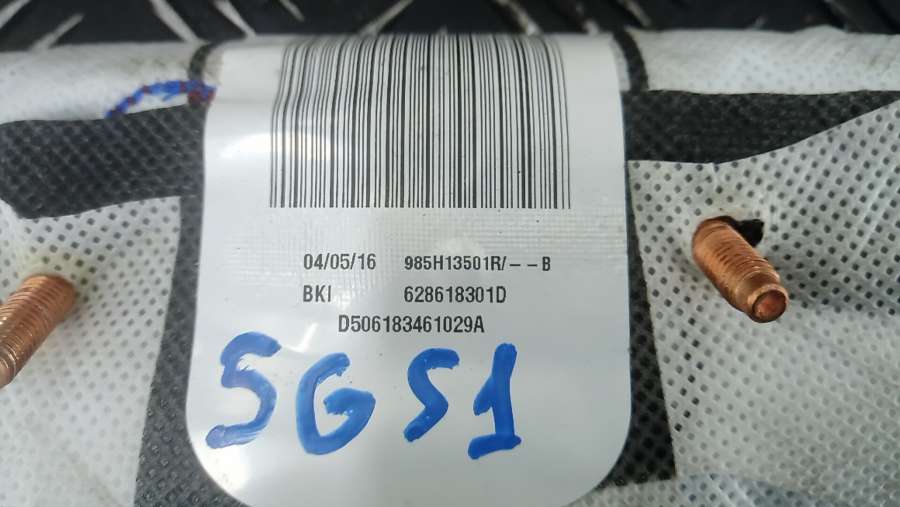 04/05/16 985H13501R/--B
BKI 628618301D
D506183461029A
5GS1